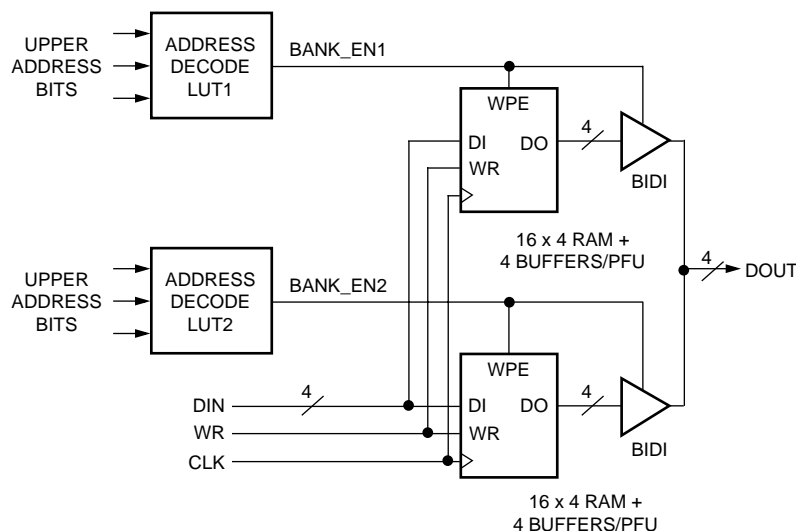 UPPER
ADDRESS
BITS
ADDRESS
DECODE
LUT1
BANK_EN1
WPE
DI
DO
WR
4
BIDI
16 x 4 RAM +
4 BUFFERS/PFU
4
DOUT
UPPER
ADDRESS
BITS
ADDRESS
DECODE
LUT2
BANK_EN2
WPE
DI
DO
WR
4
BIDI
DIN
4
WR
CLK
16 x 4 RAM +
4 BUFFERS/PFU